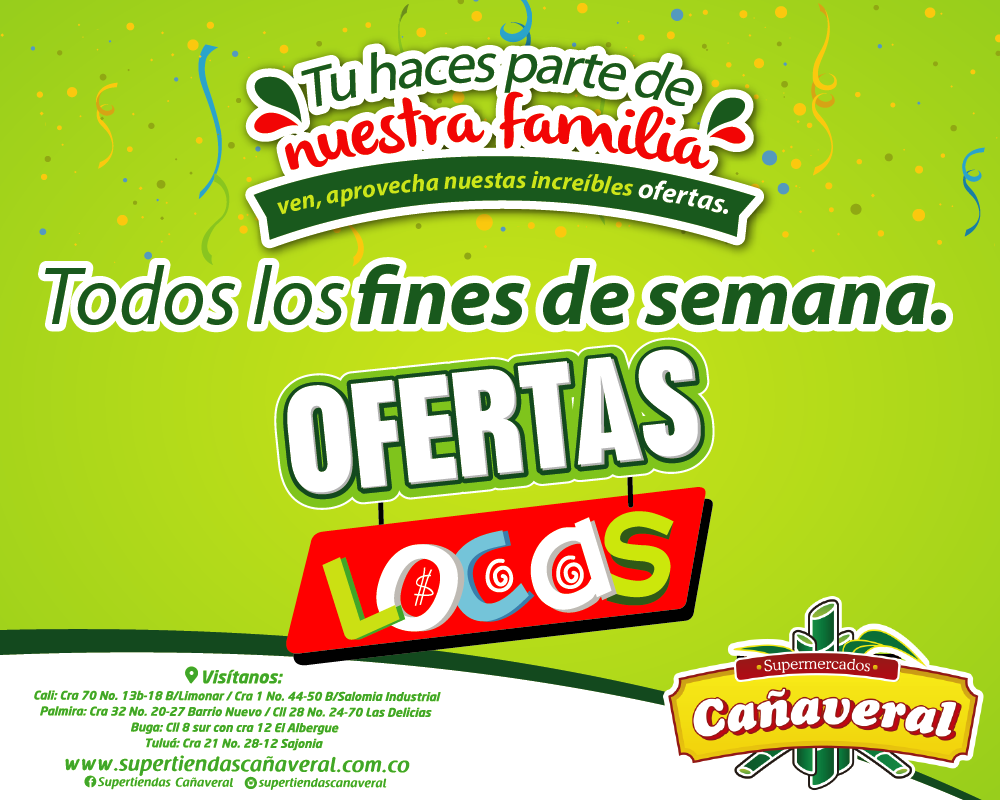 Tu haces parte de
nuestra familia
ven, aprovecha nuestas increíbles ofertas.
Todos los fines de semana.
OFERTAS
LOCaS
Visítanos:
Cali: Cra 70 No. 13b-18 B/Limonar / Cra 1 No. 44-50 B/Salomia Industrial
Palmira: Cra 32 No. 20-27 Barrio Nuevo / Cll 28 No. 24-70 Las Delicias
Buga: Cll 8 sur con cra 12 El Albergue
Tuluá: Cra 21 No. 28-12 Sajonia
www.supertiendascañaveral.com.co
Supertiendas Cañaveral supertiendascanaveral
Supermercados
Cañaveral